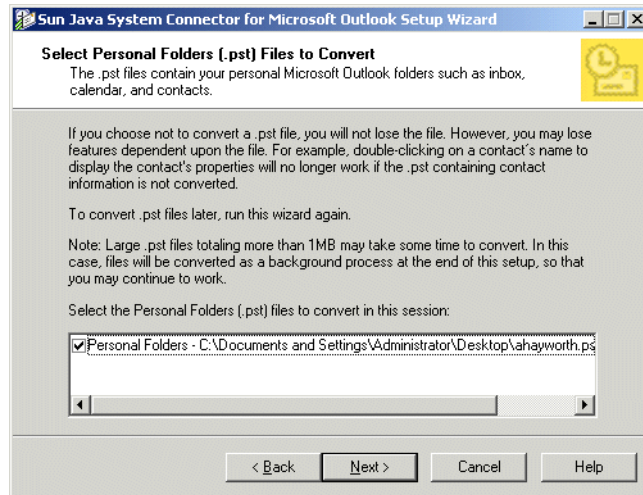 Sun Java System Connector for Microsoft Outlook Setup Wizard
Select Personal Folders (.pst) Files to Convert
The .pst files contain your personal Microsoft Outlook folders such as inbox,
calendar, and contacts.
If you choose not to convert a .pst file, you will not lose the file. However, you may lose
features dependent upon the file. For example, double-clicking on a contact´s name to
display the contact's properties will no longer work if the .pst containing contact
information is not converted.
To convert .pst files later, run this wizard again.
Note: Large .pst files totaling more than 1MB may take some time to convert. In this
case, files will be converted as a background process at the end of this setup, so that
you may continue to work.
Select the Personal Folders (.pst) files to convert in this session:
Personal Folders - C:\Documents and Settings\Administrator\Desktop\ahayworth.ps
< Back Next > Cancel Help